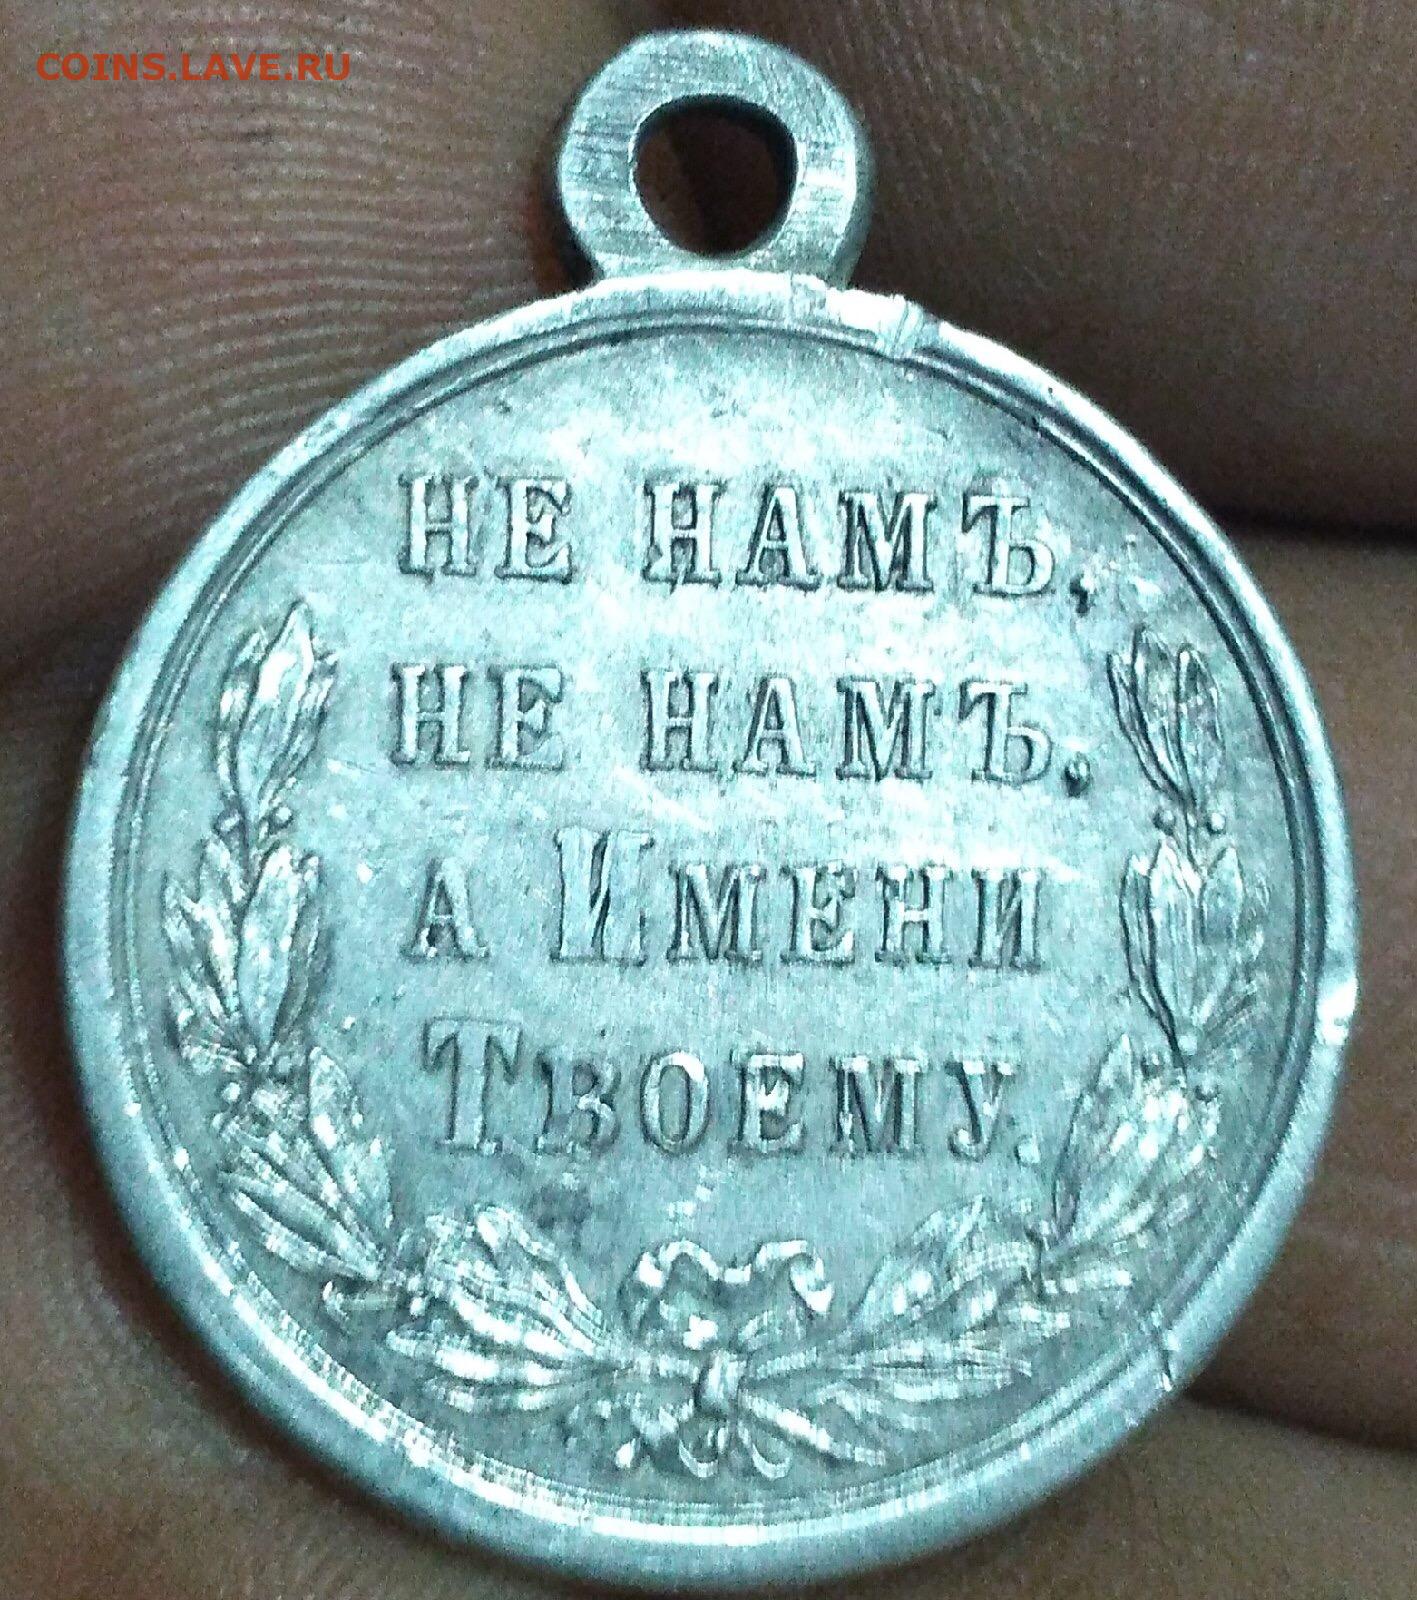 COINS.LAVE.RU
НЕ НАМЪ,
НЕ НАМЪ,
А ИМЕНИ
ТВОЕМУ.